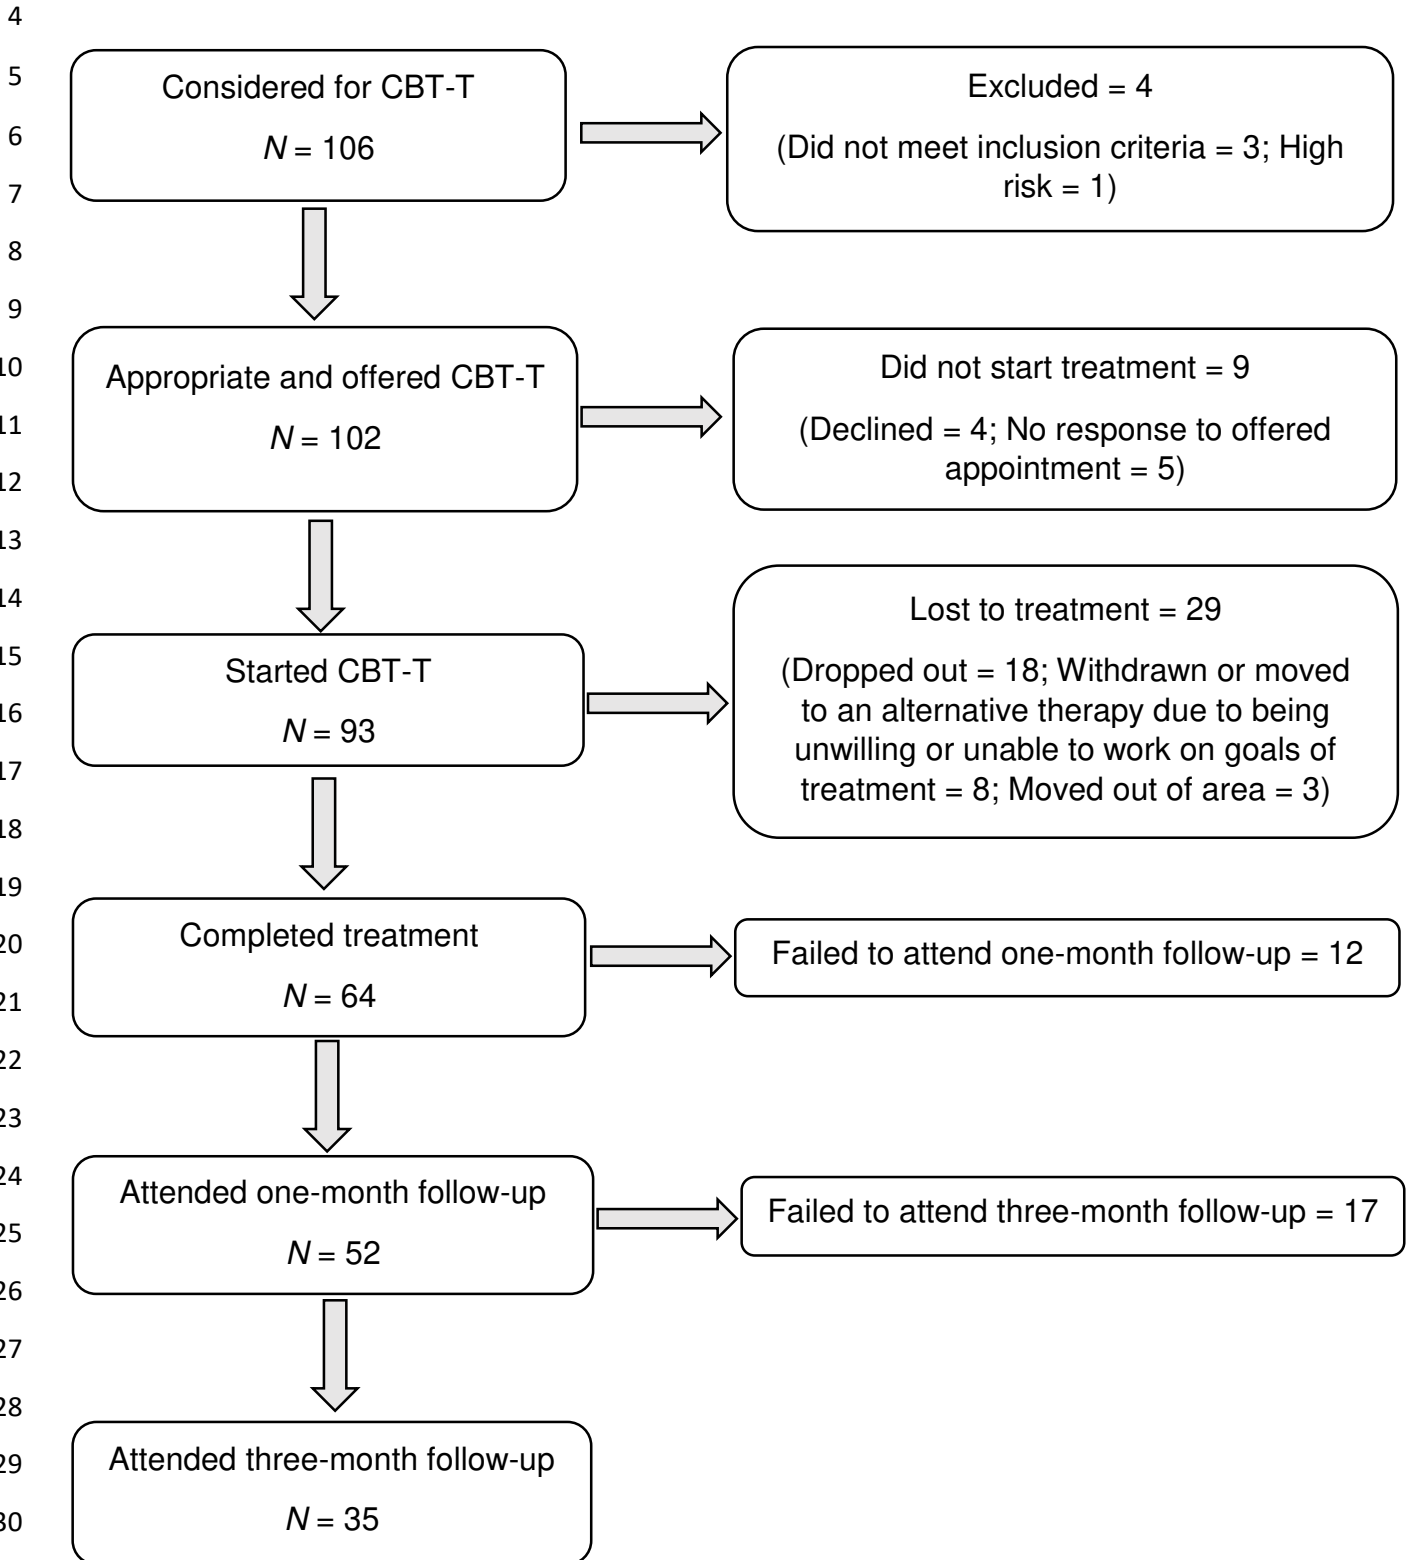 4
5
Considered for CBT-T
Excluded = 4
6
N = 106
(Did not meet inclusion criteria = 3; High
7
risk = 1)
8
9
10
Appropriate and offered CBT-T
Did not start treatment = 9
11
N = 102
(Declined = 4; No response to offered
12
appointment = 5)
13
14
Lost to treatment = 29
15
Started CBT-T
(Dropped out = 18; Withdrawn or moved
16
N = 93
to an alternative therapy due to being
unwilling or unable to work on goals of
17
treatment = 8; Moved out of area = 3)
18
19
20
Completed treatment
Failed to attend one-month follow-up = 12
21
N = 64
22
23
24
Attended one-month follow-up
Failed to attend three-month follow-up = 17
25
N = 52
26
27
28
29
Attended three-month follow-up
30
N = 35